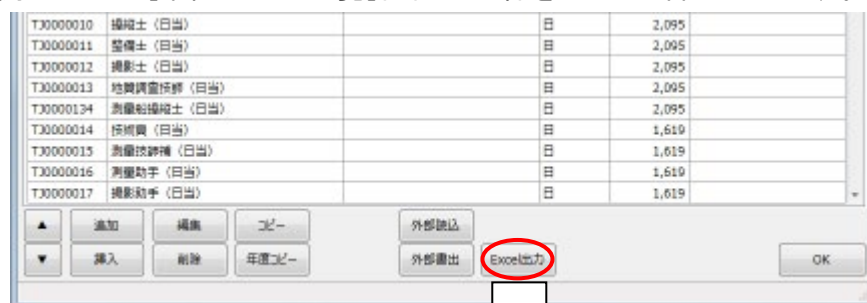 TJ0000010 操縦士（日当） 日 2,095
TJ0000011 整備士（日当） 日 2,095
TJ0000012 撮影士（日当） 日 2,095
TJ0000013 地質調査技師（日当） 日 2,095
TJ00000134 測量船操縦士（日当） 日 2,095
TJ0000014 技術員（日当） 日 1,619
TJ0000015 測量技師補（日当） 日 1,619
TJ0000016 測量助手（日当） 日 1,619
TJ0000017 撮影助手（日当） 日 1,619
▲ 追加 編集 コピー 外部読込
▼ 挿入 削除 年度コピー 外部書出 Excel出力 OK